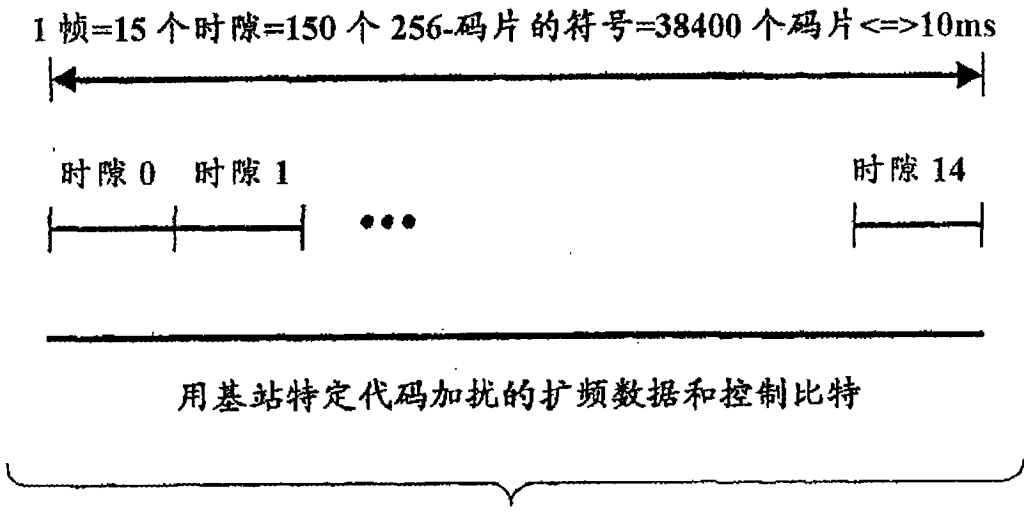 1 帧=15 个时隙=150 个 256-码片的符号=38400 个码片<=>10ms
时隙 0 时隙 1 时隙 14
用基站特定代码加扰的扩频数据和控制比特